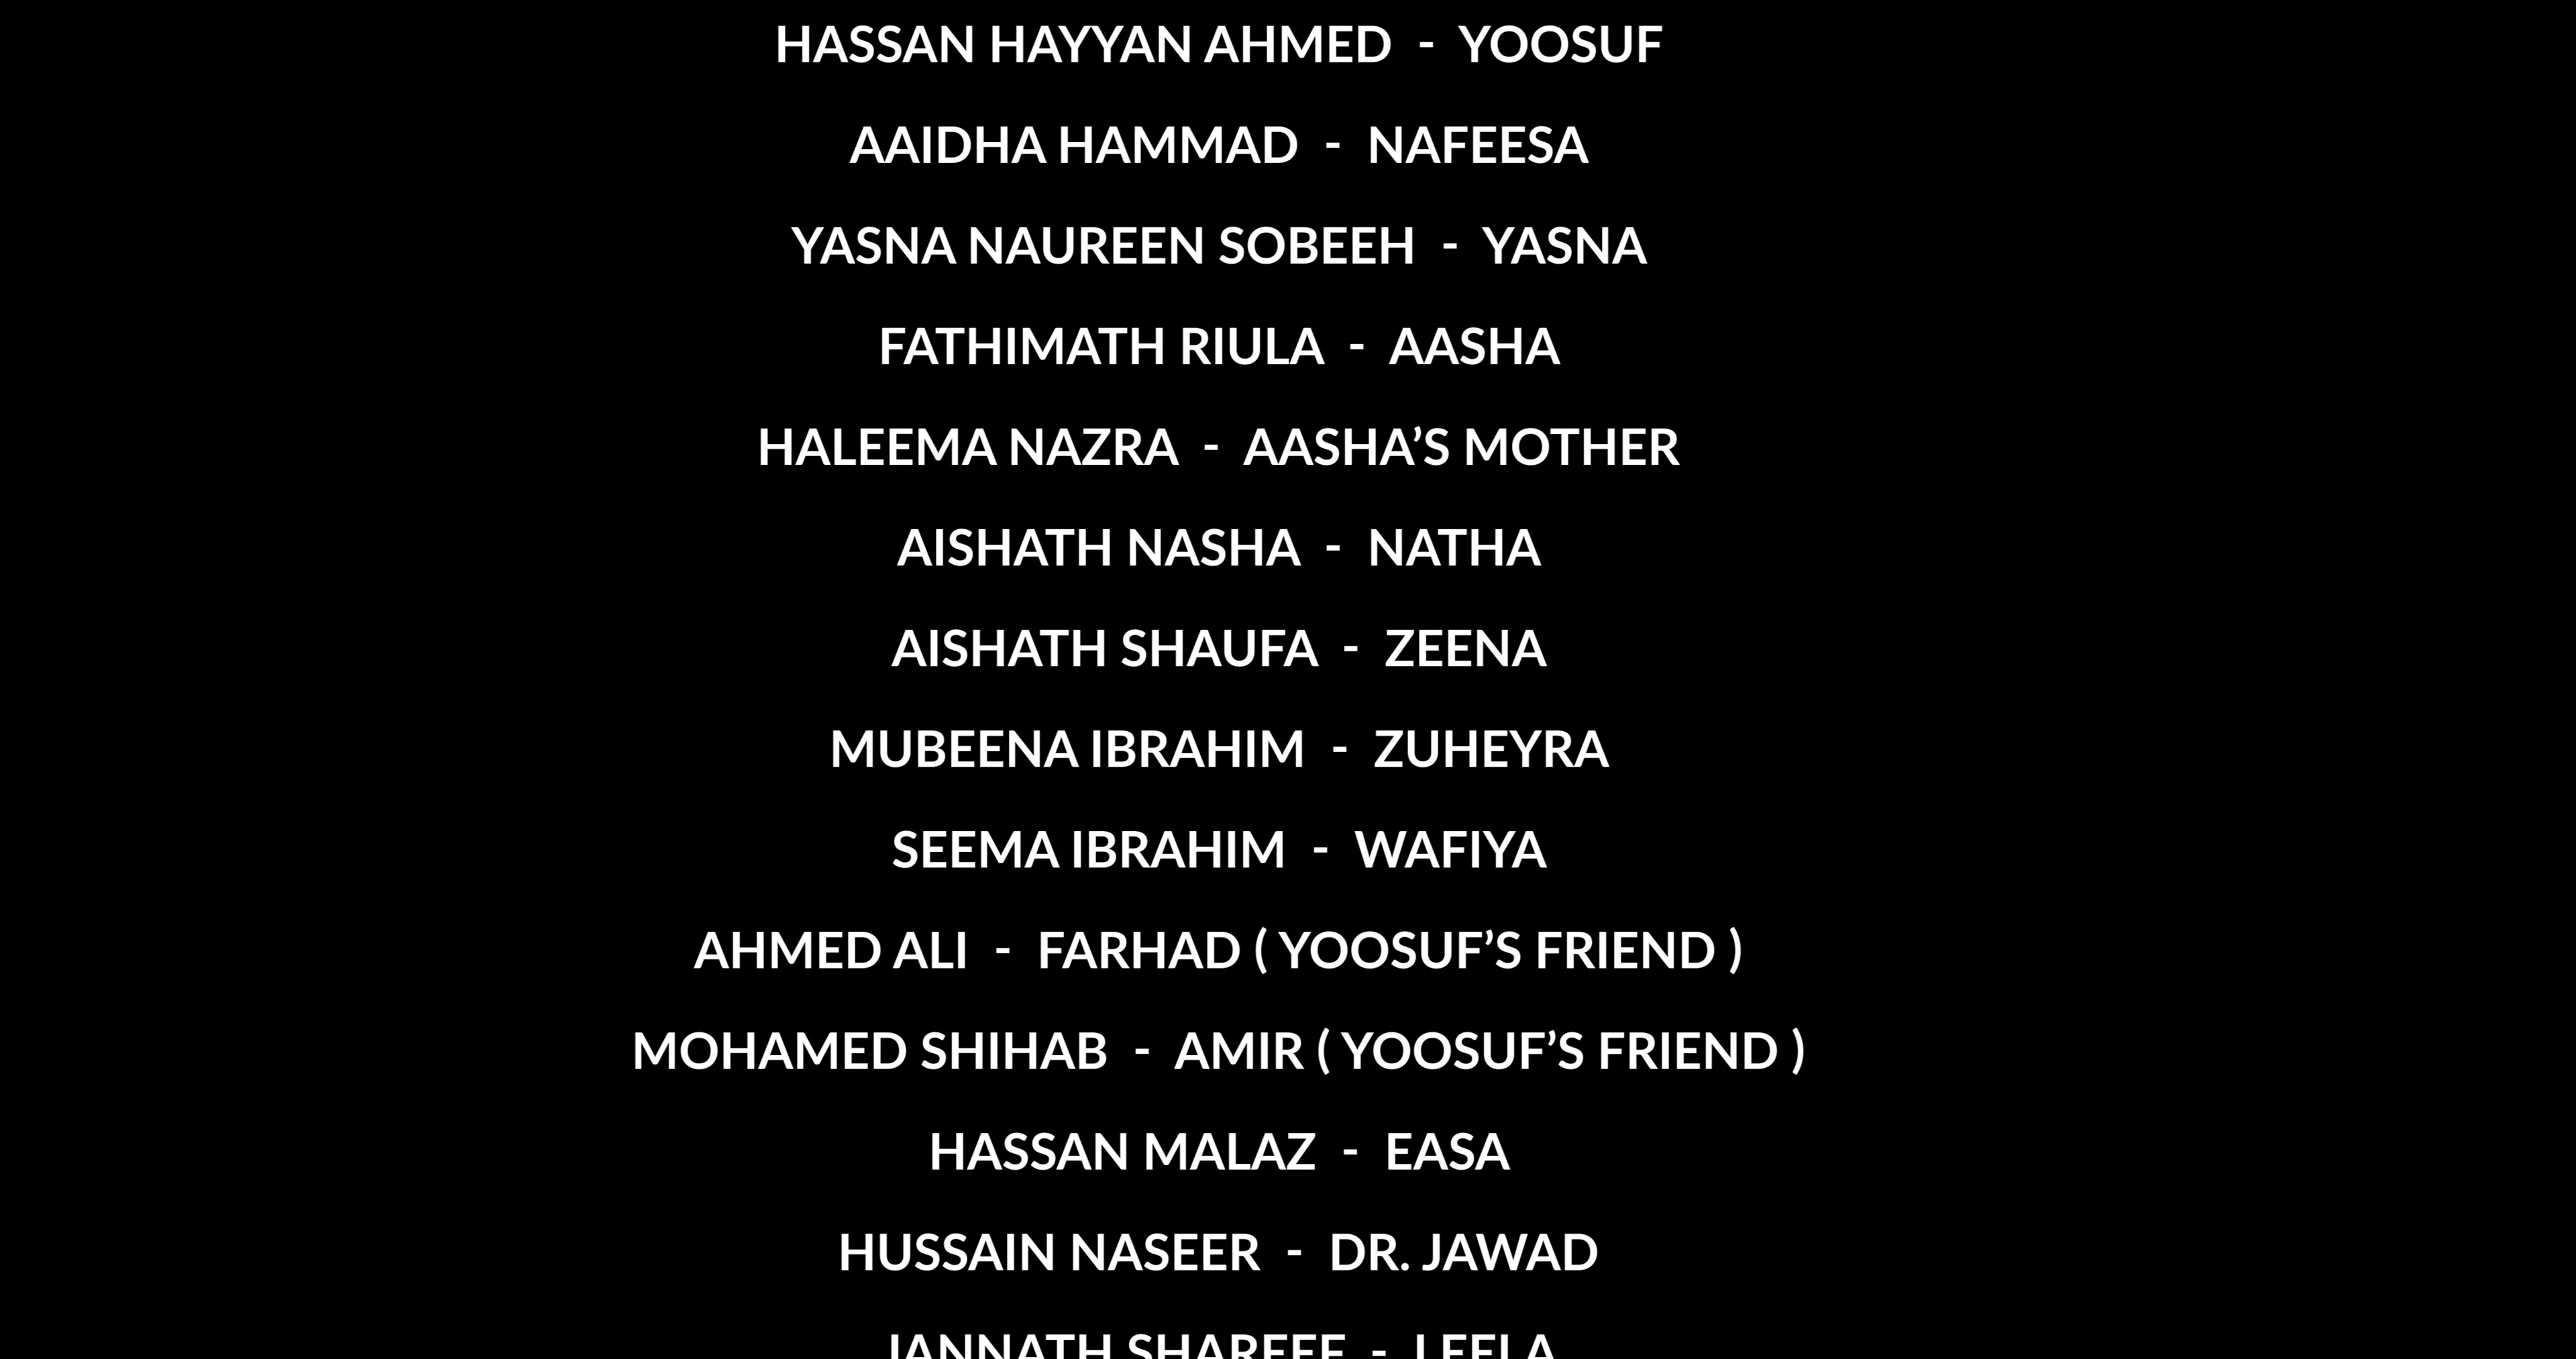 HASSAN HAYYAN AHMED - YOOSUF
AAIDHA HAMMAD - NAFEESA
YASNA NAUREEN SOBEEH - YASNA
FATHIMATH RIULA - AASHA
HALEEMA NAZRA - AASHA’S MOTHER
AISHATH NASHA - NATHA
AISHATH SHAUFA - ZEENA
MUBEENA IBRAHIM - ZUHEYRA
SEEMA IBRAHIM - WAFIYA
AHMED ALI - FARHAD ( YOOSUF’S FRIEND )
MOHAMED SHIHAB - AMIR ( YOOSUF’S FRIEND )
HASSAN MALAZ - EASA
HUSSAIN NASEER - DR. JAWAD
JANNATH - LEELA